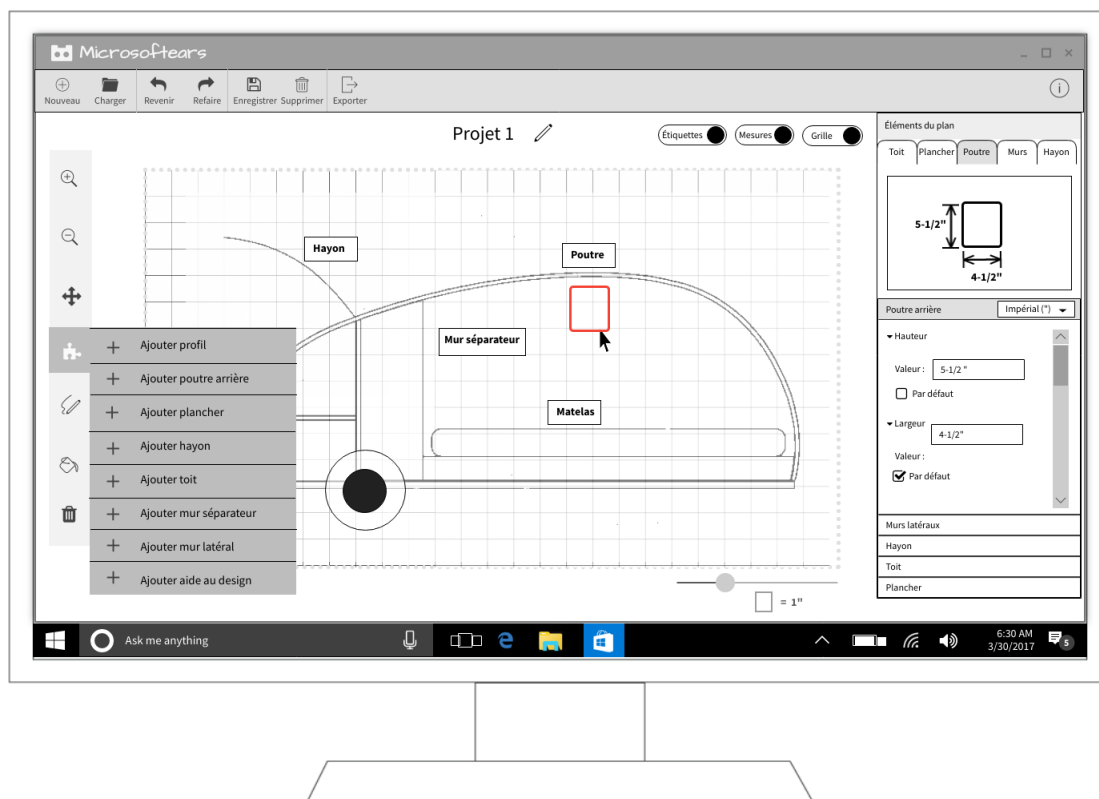 Microsoftears
Nouveau Charger Revenir Refaire Enregistrer Supprimer Exporter
Projet 1
Étiquettes Mesures Grille
Éléments du plan
Toit Plancher Poutre Murs Hayon
5-1/2"
4-1/2"
Hayon
Poutre
Mur séparateur
Matelas
Ajouter profil
Ajouter poutre arrière
Ajouter plancher
Ajouter hayon
Ajouter toit
Ajouter mur séparateur
Ajouter mur latéral
Ajouter aide au design
= 1"
Poutre arrière Impérial (")
Hauteur
Valeur : 5-1/2 "
Par défaut
Largeur
4-1/2"
Valeur :
Par défaut
Murs latéraux
Hayon
Toit
Plancher
Ask me anything
6:30 AM
3/30/2017
5